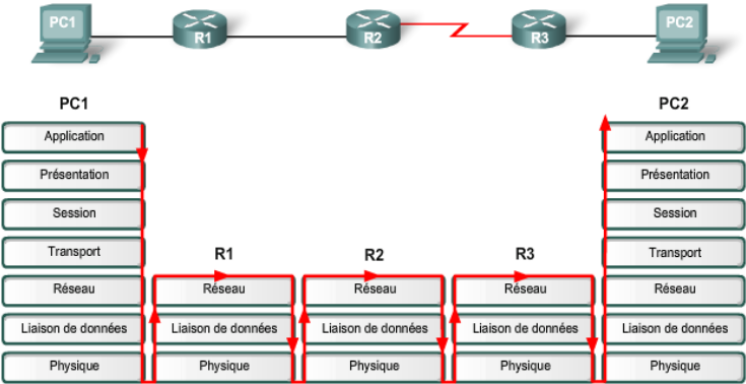 PC1
R1
R2
R3
PC2
PC1
PC2
Application
Application
Présentation
Présentation
Session
Session
Transport
R1
R2
R3
Transport
Réseau
Réseau
Réseau
Réseau
Réseau
Liaison de données
Liaison de données
Liaison de données
Liaison de données
Liaison de données
Physique
Physique
Physique
Physique
Physique